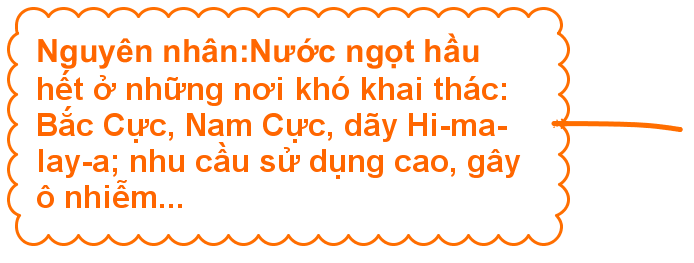 Nguyên nhân:Nước ngọt hầu
hết ở những nơi khó khai thác:
Bắc Cực, Nam Cực, dãy Hi-ma-
lay-a; nhu cầu sử dụng cao, gây
ô nhiễm...